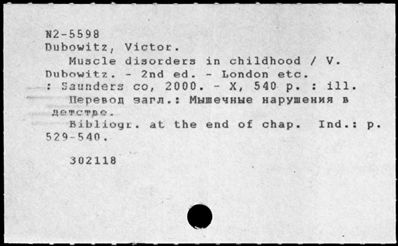 N2-5598
Dubowitz, Victor.
Muscle disorders in childhood / V.
Dubowitz. - 2nd ed. - London etc.
: Saunders co, 2000. - X, 540 p. : ill.
Перевод загл.: Мышечные нарушения в
детстве.
Bibliogr. at the end of chap. Ind.: p.
529-540.
302118